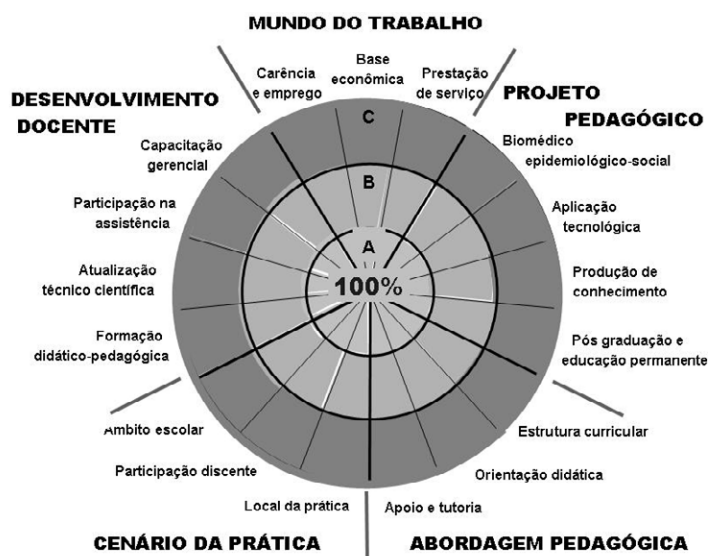 MUNDO DO TRABALHO
Carência
e emprego
Base
econômica
Prestação
de serviço
DESENVOLVIMENTO
DOCENTE
PROJETO
PEDAGÓGICO
Capacitação
gerencial
Biomédico
epidemiológico-social
Participação na
assistência
Aplicação
tecnológica
Atualização
técnico científica
Produção de
conhecimento
Formação
didático-pedagógica
Pós graduação e
educação permanente
C
B
A
100%
Ambito escolar
Estrutura curricular
Participação discente
Orientação didática
Local da prática
Apoio e tutoria
CENÁRIO DA PRÁTICA
ABORDAGEM PEDAGÓGICA